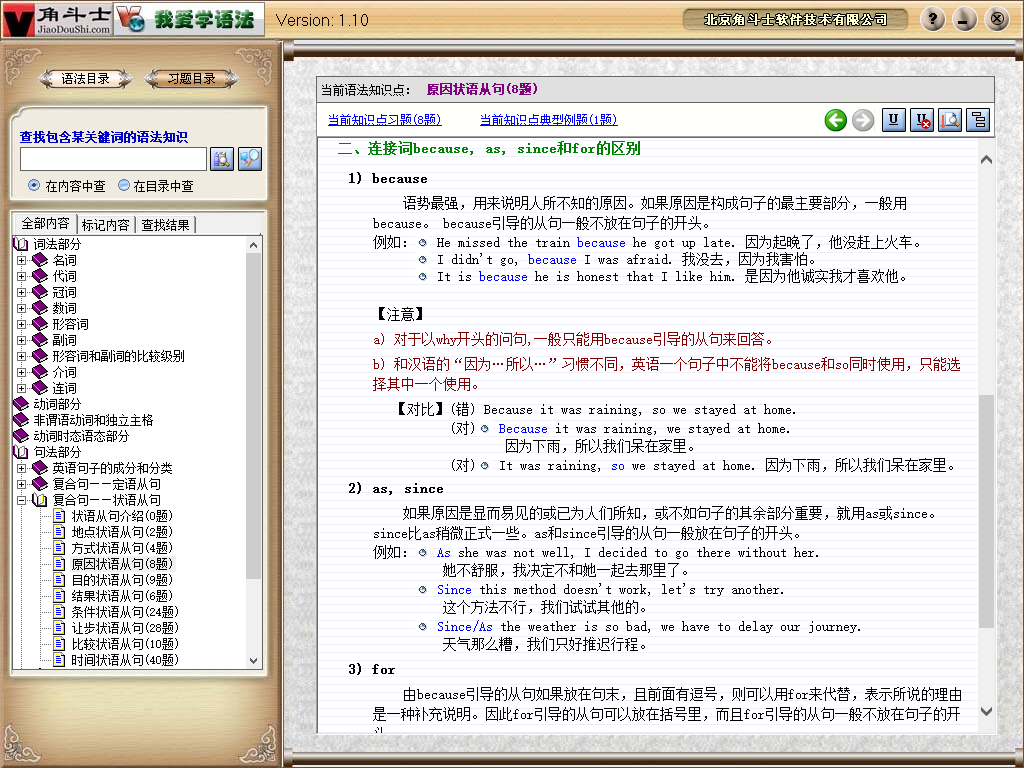 角斗士
JiaoDouShi.com
我爱学语法
Version: 1.10
北京角斗士软件技术有限公司
语法目录
习题目录
查找包含某关键词的语法知识
在内容中查
在目录中查
全部内容
标记内容
查找结果
词法部分
名词
代词
冠词
数词
形容词
副词
形容词和副词的比较级别
介词
连词
动词部分
非谓语动词和独立主格
动词时态语态部分
句法部分
英语句子的成分和分类
复合句——定语从句
复合句——状语从句
状语从句介绍(0题)
地点状语从句(2题)
方式状语从句(4题)
原因状语从句(8题)
目的状语从句(9题)
结果状语从句(6题)
条件状语从句(24题)
让步状语从句(28题)
比较状语从句(10题)
时间状语从句(40题)
当前语法知识点: 原因状语从句(8题)
当前知识点习题(8题)
当前知识点典型例题(1题)
二、连接词because, as, since和for的区别
1) because
语势最强，用来说明人所不知的原因。如果原因是构成句子的最主要部分，一般用
because。 because引导的从句一般不放在句子的开头。
例如: He missed the train because he got up late. 因为起晚了，他没赶上火车。
I didn't go, because I was afraid. 我没去，因为我害怕。
It is because he is honest that I like him. 是因为他诚实我才喜欢他。
【注意】
a) 对于以why开头的问句,一般只能用because引导的从句来回答。
b) 和汉语的“因为…所以…”习惯不同，英语一个句子中不能将because和so同时使用，只能选
择其中一个使用。
【对比】(错) Because it was raining, so we stayed at home.
(对) Because it was raining, we stayed at home.
因为下雨，所以我们呆在家里。
(对) It was raining, so we stayed at home. 因为下雨，所以我们呆在家里。
2) as, since
如果原因是显而易见的或已为人们所知，或不如句子的其余部分重要，就用as或since。
since比as稍微正式一些。as和since引导的从句一般放在句子的开头。
例如: As she was not well, I decided to go there without her.
她不舒服，我决定不和她一起去那里了。
Since this method doesn't work, let's try another.
这个方法不行，我们试试其他的。
Since/As the weather is so bad, we have to delay our journey.
天气那么糟，我们只好推迟行程。
3) for
由because引导的从句如果放在句末，且前面有逗号，则可以用for来代替，表示所说的理由
是一种补充说明。因此for引导的从句可以放在括号里，而且for引导的从句一般不放在句子的开